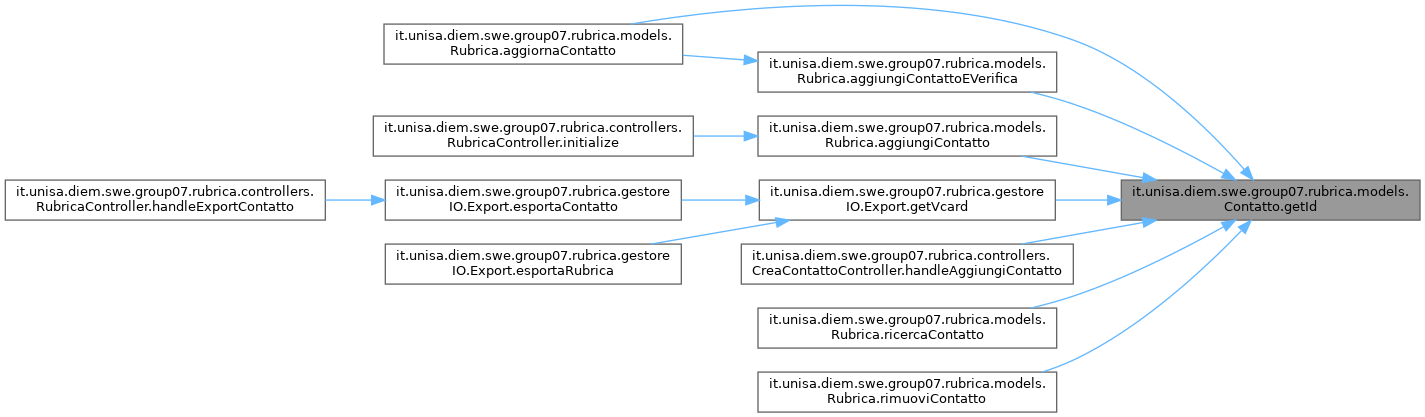 it.unisa.diem.swe.group07.rubrica.models.
Rubrica.aggiornaContatto
it.unisa.diem.swe.group07.rubrica.models.
Rubrica.aggiungiContattoEVerifica
it.unisa.diem.swe.group07.rubrica.controllers.
RubricaController.initialize
it.unisa.diem.swe.group07.rubrica.models.
Rubrica.aggiungiContatto
it.unisa.diem.swe.group07.rubrica.controllers.
RubricaController.handleExportContatto
it.unisa.diem.swe.group07.rubrica.gestore
IO.Export.esportaContatto
it.unisa.diem.swe.group07.rubrica.gestore
IO.Export.getVcard
it.unisa.diem.swe.group07.rubrica.models.
Contatto.getId
it.unisa.diem.swe.group07.rubrica.gestore
IO.Export.esportaRubrica
it.unisa.diem.swe.group07.rubrica.controllers.
CreaContattoController.handleAggiungiContatto
it.unisa.diem.swe.group07.rubrica.models.
Rubrica.ricercaContatto
it.unisa.diem.swe.group07.rubrica.models.
Rubrica.rimuoviContatto